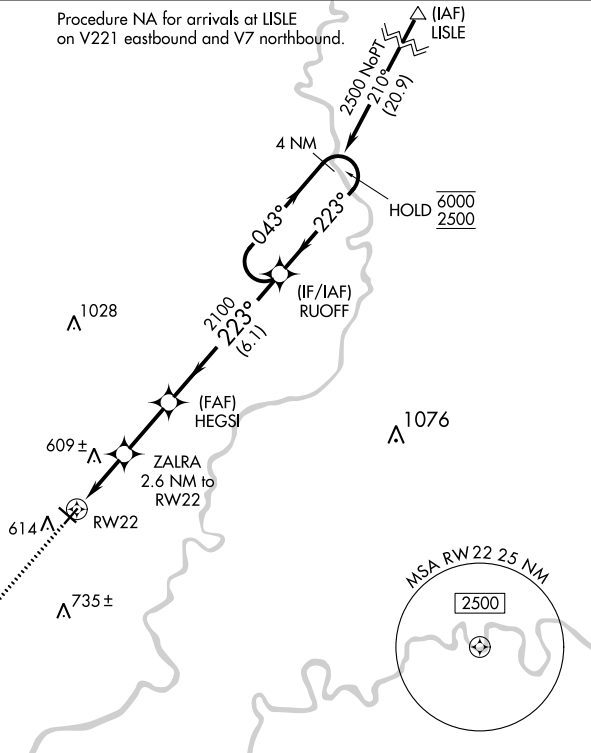 Procedure NA for arrivals at LISLE
on V221 eastbound and V7 northbound.
(IAF)
LISLE
2500 NoPT
210°
(20.9)
4 NM
HOLD 6000
2500
043°
223°
(IF/IAF)
RUOFF
2100
223°
(6.1)
1028
(FAF)
HEGSI
1076
609±
ZALRA
2.6 NM to
RW22
RW22
614
735±
MSA RW22 25 NM
2500